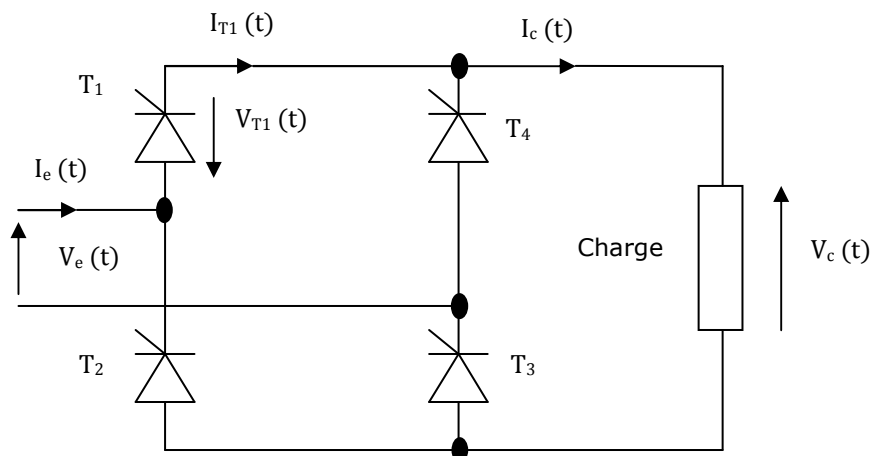 I_T1 (t)
I_c (t)
T_1
V_T1 (t)
T_4
I_e (t)
V_e (t)
Charge
V_c (t)
T_2
T_3